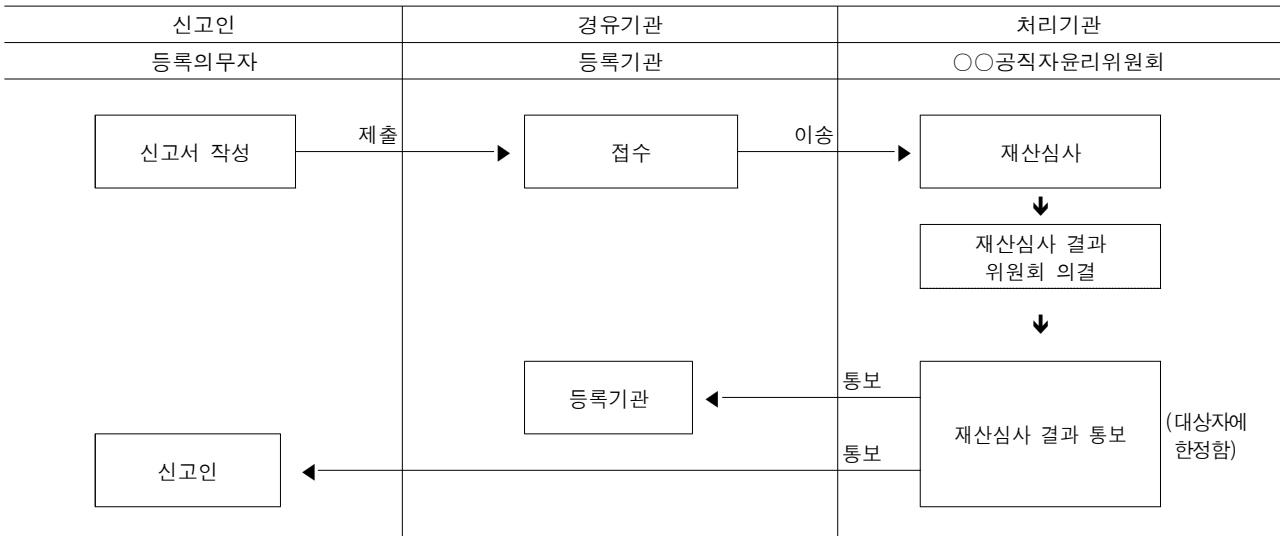 신고인 경유기관 처리기관
등록의무자 등록기관 ○○공직자윤리위원회
신고서 작성 제출 접수 이송 재산심사
재산심사 결과
위원회 의결
등록기관 통보
재산심사 결과 통보
(대상자에
한정함)
신고인 통보